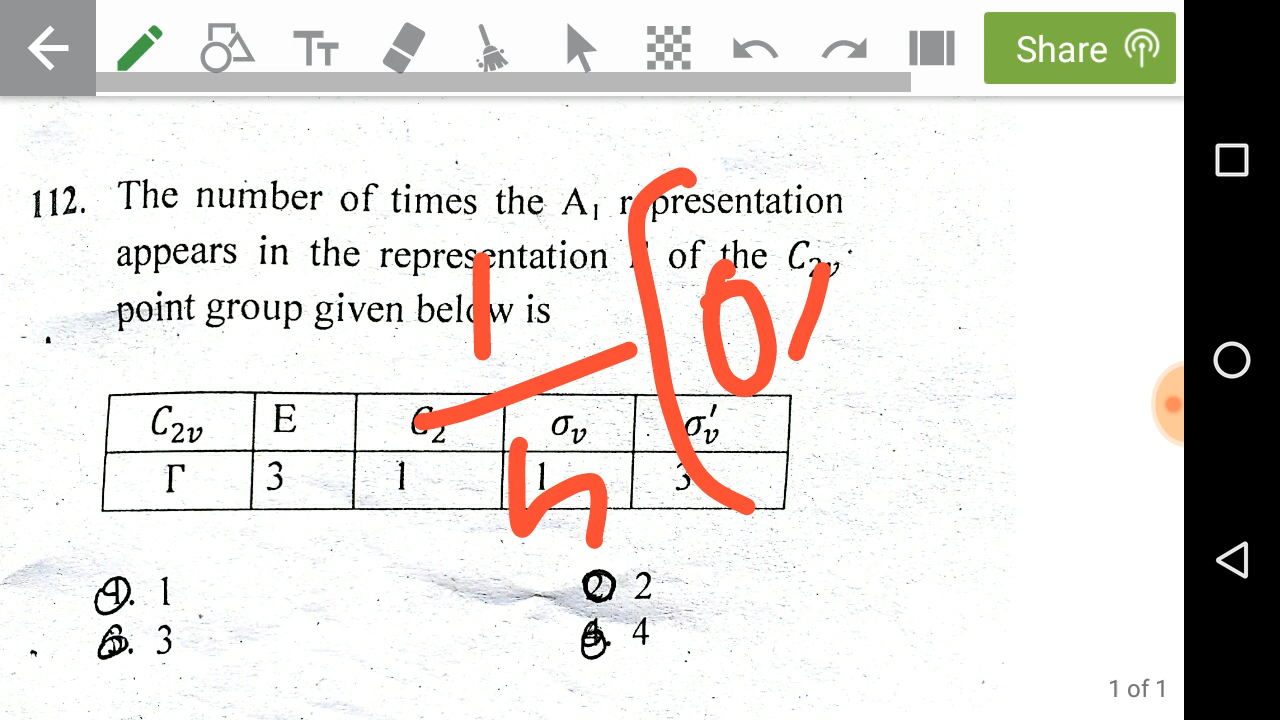 Share
112. The number of times the A₁ representation
appears in the representation of the C₂ᵥ
point group given below is
C₂ᵥ E C₂ σᵥ σᵥ′
Γ 3 1 1 3
1. 1 2. 2
3. 3 4. 4
1 of 1